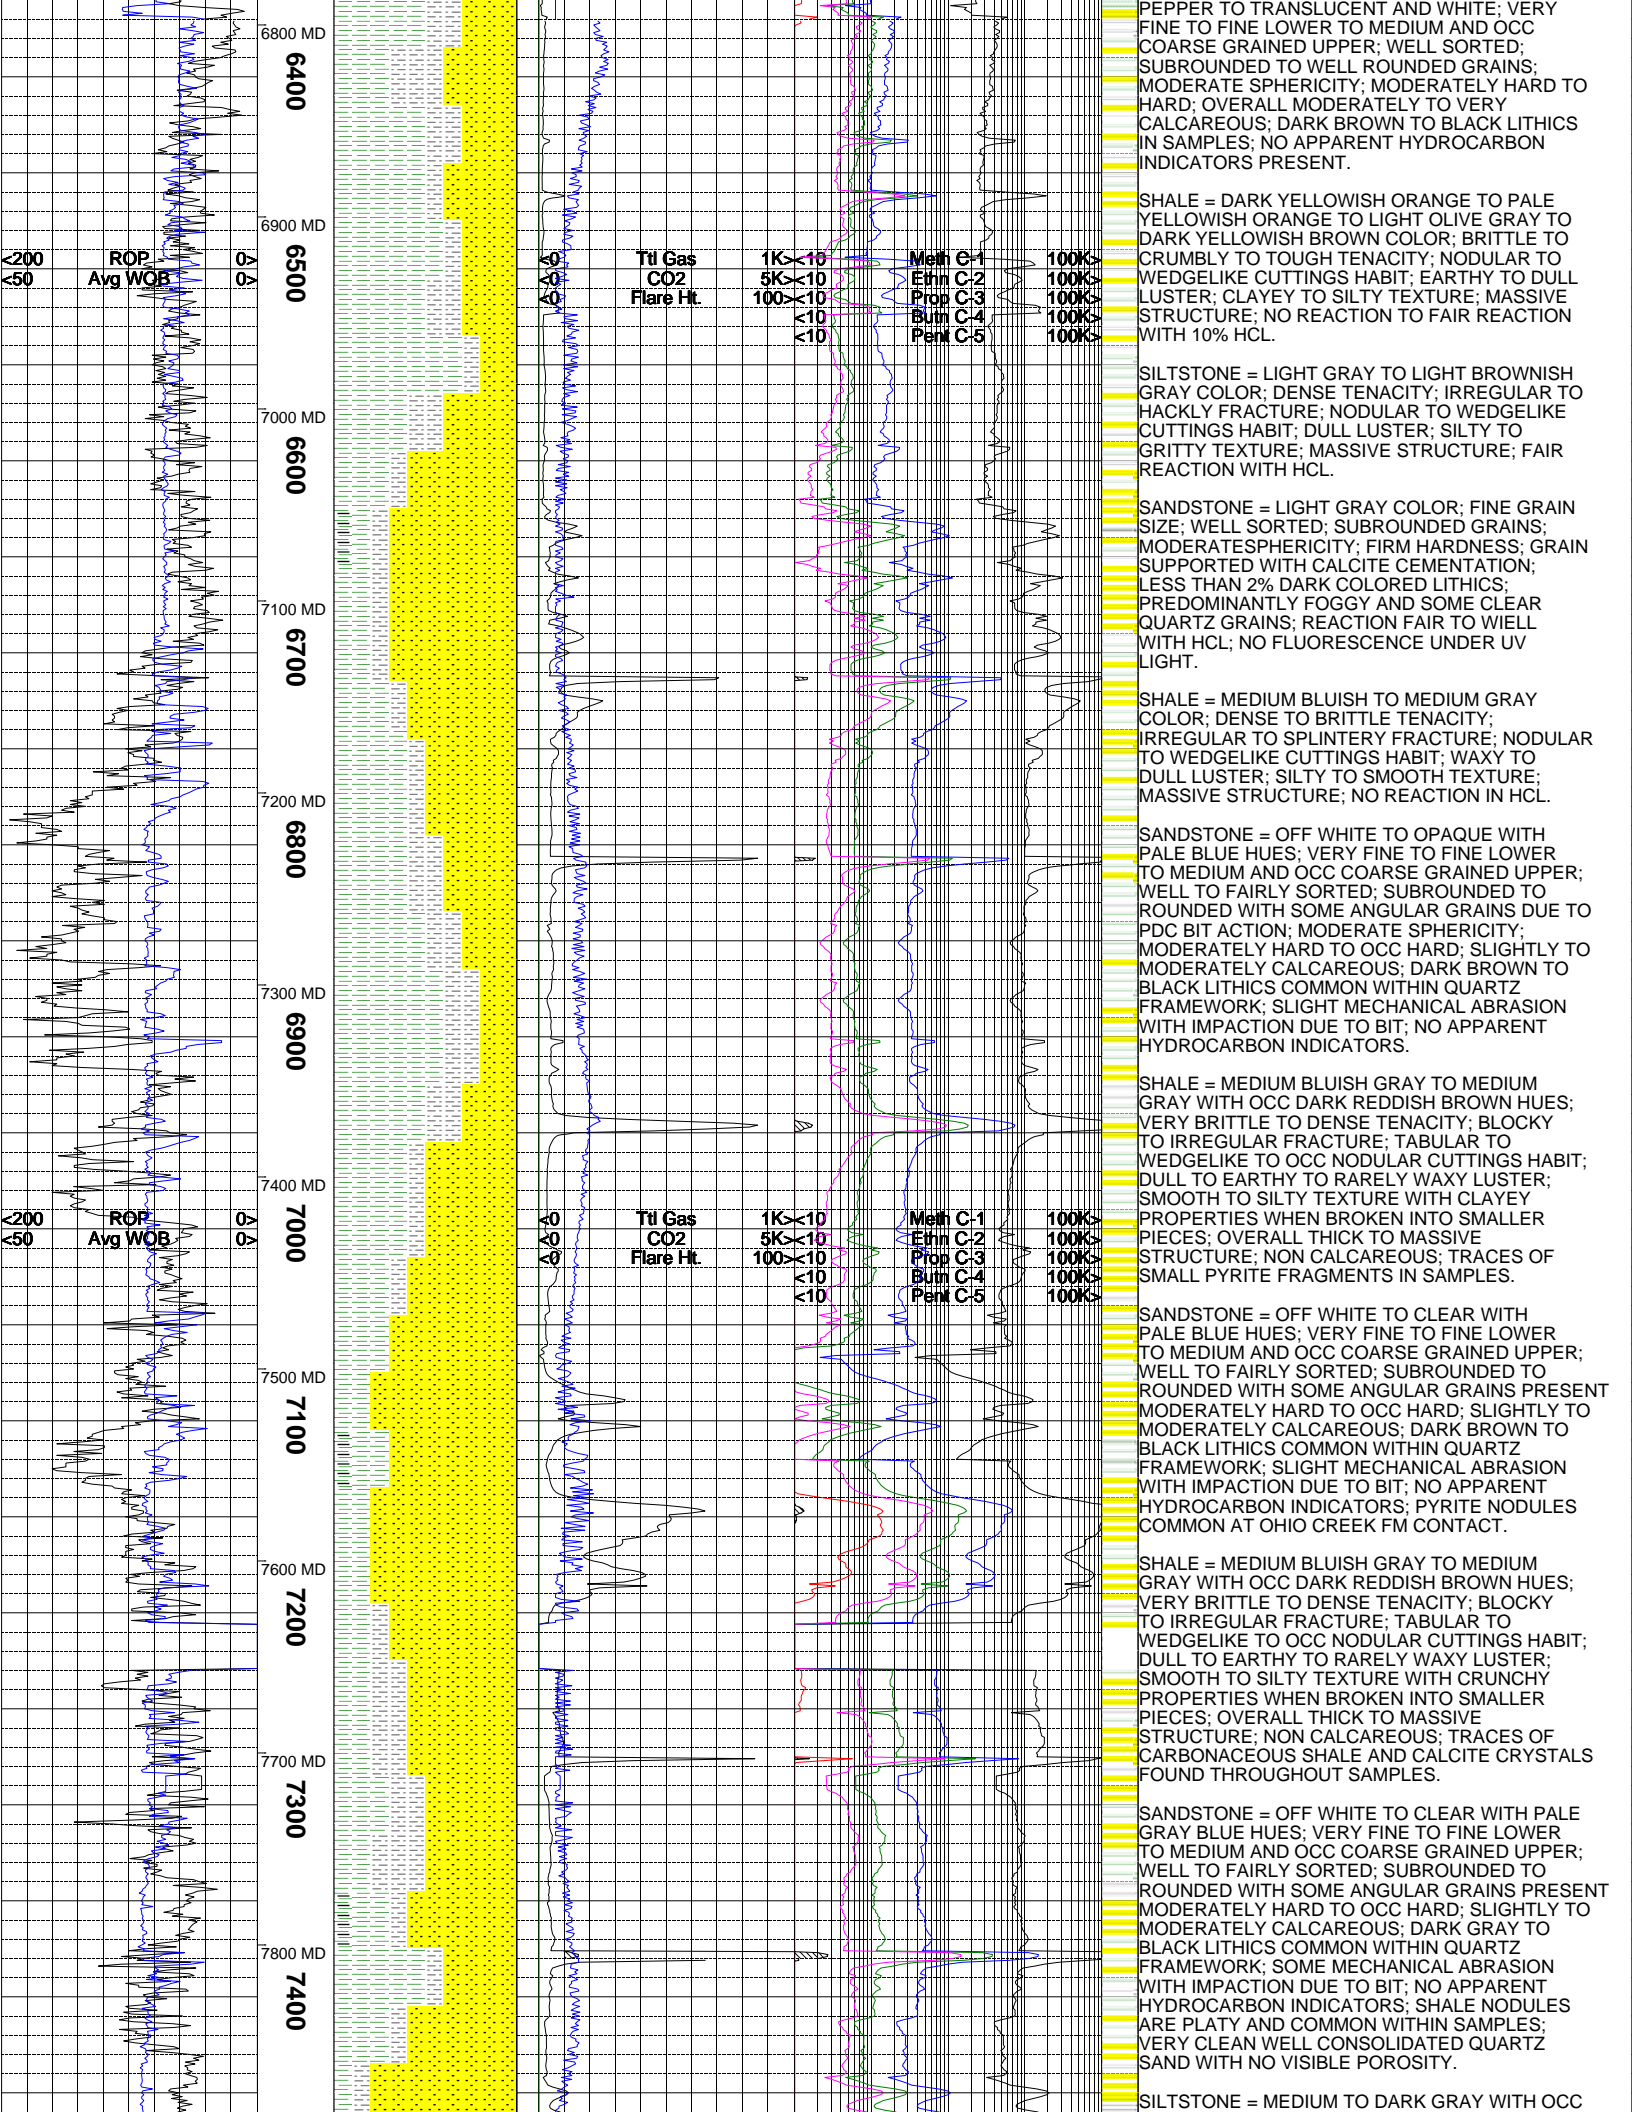 6800 MD
6400
6900 MD
6500
<200 ROP 0>
<50 Avg WOB 0>
7000 MD
6600
7100 MD
6700
7200 MD
6800
7300 MD
6900
7400 MD
7000
<200 ROP 0>
<50 Avg WOB 0>
7500 MD
7100
7600 MD
7200
7700 MD
7300
7800 MD
7400
<0 Ttl Gas 1K>
<0 CO2 5K>
<0 Flare Ht. 100>
<10 Meth C-1 100K>
<10 Ethn C-2 100K>
<10 Prop C-3 100K>
<10 Butn C-4 100K>
<10 Pent C-5 100K>
<0 Ttl Gas 1K>
<0 CO2 5K>
<0 Flare Ht. 100>
<10 Meth C-1 100K>
<10 Ethn C-2 100K>
<10 Prop C-3 100K>
<10 Butn C-4 100K>
<10 Pent C-5 100K>
PEPPER TO TRANSLUCENT AND WHITE; VERY
FINE TO FINE LOWER TO MEDIUM AND OCC
COARSE GRAINED UPPER; WELL SORTED;
SUBROUNDED TO WELL ROUNDED GRAINS;
MODERATE SPHERICITY; MODERATELY HARD TO
HARD; OVERALL MODERATELY TO VERY
CALCAREOUS; DARK BROWN TO BLACK LITHICS
IN SAMPLES; NO APPARENT HYDROCARBON
INDICATORS PRESENT.
SHALE = DARK YELLOWISH ORANGE TO PALE
YELLOWISH ORANGE TO LIGHT OLIVE GRAY TO
DARK YELLOWISH BROWN COLOR; BRITTLE TO
CRUMBLY TO TOUGH TENACITY; NODULAR TO
WEDGELIKE CUTTINGS HABIT; EARTHY TO DULL
LUSTER; CLAYEY TO SILTY TEXTURE; MASSIVE
STRUCTURE; NO REACTION TO FAIR REACTION
WITH 10% HCL.
SILTSTONE = LIGHT GRAY TO LIGHT BROWNISH
GRAY COLOR; DENSE TENACITY; IRREGULAR TO
HACKLY FRACTURE; NODULAR TO WEDGELIKE
CUTTINGS HABIT; DULL LUSTER; SILTY TO
GRITTY TEXTURE; MASSIVE STRUCTURE; FAIR
REACTION WITH HCL.
SANDSTONE = LIGHT GRAY COLOR; FINE GRAIN
SIZE; WELL SORTED; SUBROUNDED GRAINS;
MODERATESPHERICITY; FIRM HARDNESS; GRAIN
SUPPORTED WITH CALCITE CEMENTATION;
LESS THAN 2% DARK COLORED LITHICS;
PREDOMINANTLY FOGGY AND SOME CLEAR
QUARTZ GRAINS; REACTION FAIR TO WIELL
WITH HCL; NO FLUORESCENCE UNDER UV
LIGHT.
SHALE = MEDIUM BLUISH TO MEDIUM GRAY
COLOR; DENSE TO BRITTLE TENACITY;
IRREGULAR TO SPLINTERY FRACTURE; NODULAR
TO WEDGELIKE CUTTINGS HABIT; WAXY TO
DULL LUSTER; SILTY TO SMOOTH TEXTURE;
MASSIVE STRUCTURE; NO REACTION IN HCL.
SANDSTONE = OFF WHITE TO OPAQUE WITH
PALE BLUE HUES; VERY FINE TO FINE LOWER
TO MEDIUM AND OCC COARSE GRAINED UPPER;
WELL TO FAIRLY SORTED; SUBROUNDED TO
ROUNDED WITH SOME ANGULAR GRAINS DUE TO
PDC BIT ACTION; MODERATE SPHERICITY;
MODERATELY HARD TO OCC HARD; SLIGHTLY TO
MODERATELY CALCAREOUS; DARK BROWN TO
BLACK LITHICS COMMON WITHIN QUARTZ
FRAMEWORK; SLIGHT MECHANICAL ABRASION
WITH IMPACTION DUE TO BIT; NO APPARENT
HYDROCARBON INDICATORS.
SHALE = MEDIUM BLUISH GRAY TO MEDIUM
GRAY WITH OCC DARK REDDISH BROWN HUES;
VERY BRITTLE TO DENSE TENACITY; BLOCKY
TO IRREGULAR FRACTURE; TABULAR TO
WEDGELIKE TO OCC NODULAR CUTTINGS HABIT;
DULL TO EARTHY TO RARELY WAXY LUSTER;
SMOOTH TO SILTY TEXTURE WITH CLAYEY
PROPERTIES WHEN BROKEN INTO SMALLER
PIECES; OVERALL THICK TO MASSIVE
STRUCTURE; NON CALCAREOUS; TRACES OF
SMALL PYRITE FRAGMENTS IN SAMPLES.
SANDSTONE = OFF WHITE TO CLEAR WITH
PALE BLUE HUES; VERY FINE TO FINE LOWER
TO MEDIUM AND OCC COARSE GRAINED UPPER;
WELL TO FAIRLY SORTED; SUBROUNDED TO
ROUNDED WITH SOME ANGULAR GRAINS PRESENT
MODERATELY HARD TO OCC HARD; SLIGHTLY TO
MODERATELY CALCAREOUS; DARK BROWN TO
BLACK LITHICS COMMON WITHIN QUARTZ
FRAMEWORK; SLIGHT MECHANICAL ABRASION
WITH IMPACTION DUE TO BIT; NO APPARENT
HYDROCARBON INDICATORS; PYRITE NODULES
COMMON AT OHIO CREEK FM CONTACT.
SHALE = MEDIUM BLUISH GRAY TO MEDIUM
GRAY WITH OCC DARK REDDISH BROWN HUES;
VERY BRITTLE TO DENSE TENACITY; BLOCKY
TO IRREGULAR FRACTURE; TABULAR TO
WEDGELIKE TO OCC NODULAR CUTTINGS HABIT;
DULL TO EARTHY TO RARELY WAXY LUSTER;
SMOOTH TO SILTY TEXTURE WITH CRUNCHY
PROPERTIES WHEN BROKEN INTO SMALLER
PIECES; OVERALL THICK TO MASSIVE
STRUCTURE; NON CALCAREOUS; TRACES OF
CARBONACEOUS SHALE AND CALCITE CRYSTALS
FOUND THROUGHOUT SAMPLES.
SANDSTONE = OFF WHITE TO CLEAR WITH PALE
GRAY BLUE HUES; VERY FINE TO FINE LOWER
TO MEDIUM AND OCC COARSE GRAINED UPPER;
WELL TO FAIRLY SORTED; SUBROUNDED TO
ROUNDED WITH SOME ANGULAR GRAINS PRESENT
MODERATELY HARD TO OCC HARD; SLIGHTLY TO
MODERATELY CALCAREOUS; DARK GRAY TO
BLACK LITHICS COMMON WITHIN QUARTZ
FRAMEWORK; SOME MECHANICAL ABRASION
WITH IMPACTION DUE TO BIT; NO APPARENT
HYDROCARBON INDICATORS; SHALE NODULES
ARE PLATY AND COMMON WITHIN SAMPLES;
VERY CLEAN WELL CONSOLIDATED QUARTZ
SAND WITH NO VISIBLE POROSITY.
SILTSTONE = MEDIUM TO DARK GRAY WITH OCC